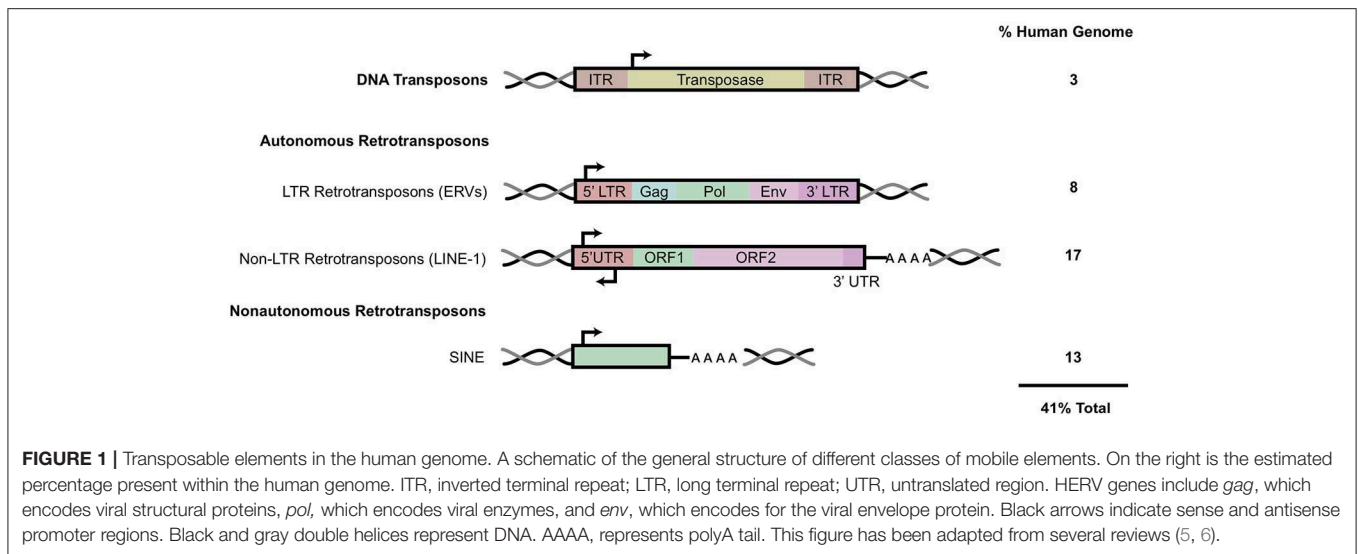 % Human Genome
DNA Transposons ITR Transposase ITR 3
Autonomous Retrotransposons
LTR Retrotransposons (ERVs) 5' LTR Gag Pol Env 3' LTR 8
Non-LTR Retrotransposons (LINE-1) 5'UTR ORF1 ORF2 AAAA 17
3' UTR
Nonautonomous Retrotransposons
SINE AAAA 13
41% Total
FIGURE 1 | Transposable elements in the human genome. A schematic of the general structure of different classes of mobile elements. On the right is the estimated
percentage present within the human genome. ITR, inverted terminal repeat; LTR, long terminal repeat; UTR, untranslated region. HERV genes include gag, which
encodes viral structural proteins, pol, which encodes viral enzymes, and env, which encodes for the viral envelope protein. Black arrows indicate sense and antisense
promoter regions. Black and gray double helices represent DNA. AAAA, represents polyA tail. This figure has been adapted from several reviews (5, 6).